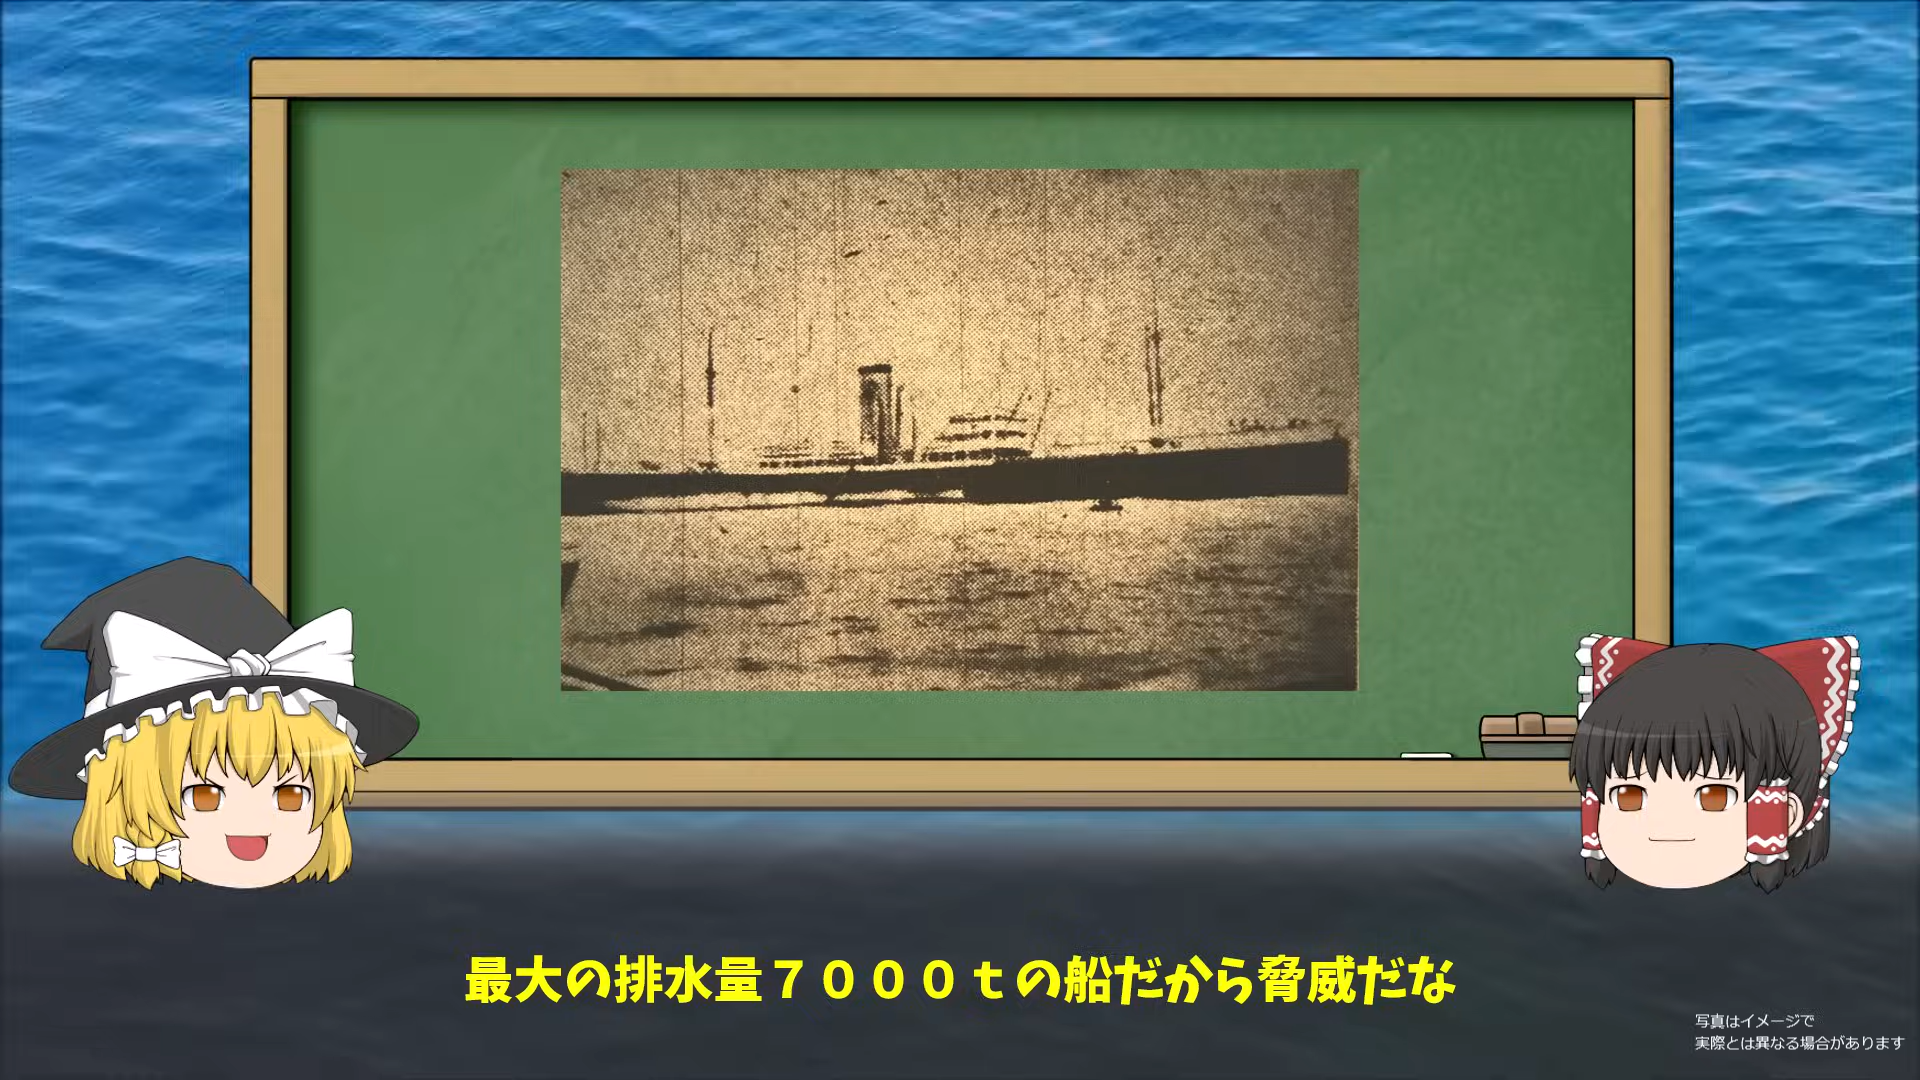 最大の排水量７０００ｔの船だから脅威だな
写真はイメージで
実際とは異なる場合があります